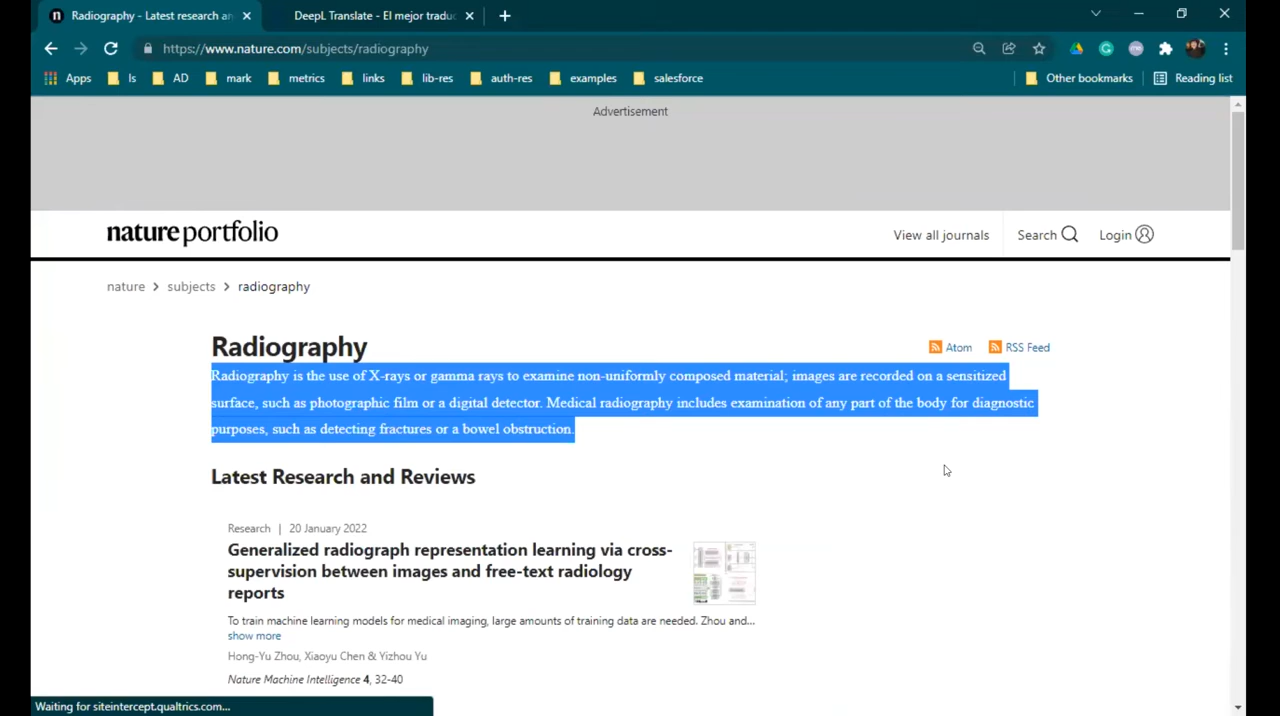 Radiography - Latest research an
DeepL Translate - El mejor traduc
https://www.nature.com/subjects/radiography
Apps
ls
AD
mark
metrics
links
lib-res
auth-res
examples
salesforce
Other bookmarks
Reading list
Advertisement
nature portfolio
View all journals
Search
Login
nature > subjects > radiography
Radiography
Atom
RSS Feed
Radiography is the use of X-rays or gamma rays to examine non-uniformly composed material; images are recorded on a sensitized
surface, such as photographic film or a digital detector. Medical radiography includes examination of any part of the body for diagnostic
purposes, such as detecting fractures or a bowel obstruction.
Latest Research and Reviews
Research | 20 January 2022
Generalized radiograph representation learning via cross-
supervision between images and free-text radiology
reports
To train machine learning models for medical imaging, large amounts of training data are needed. Zhou and...
show more
Hong-Yu Zhou, Xiaoyu Chen & Yizhou Yu
Nature Machine Intelligence 4, 32-40
Waiting for siteintercept.qualtrics.com...